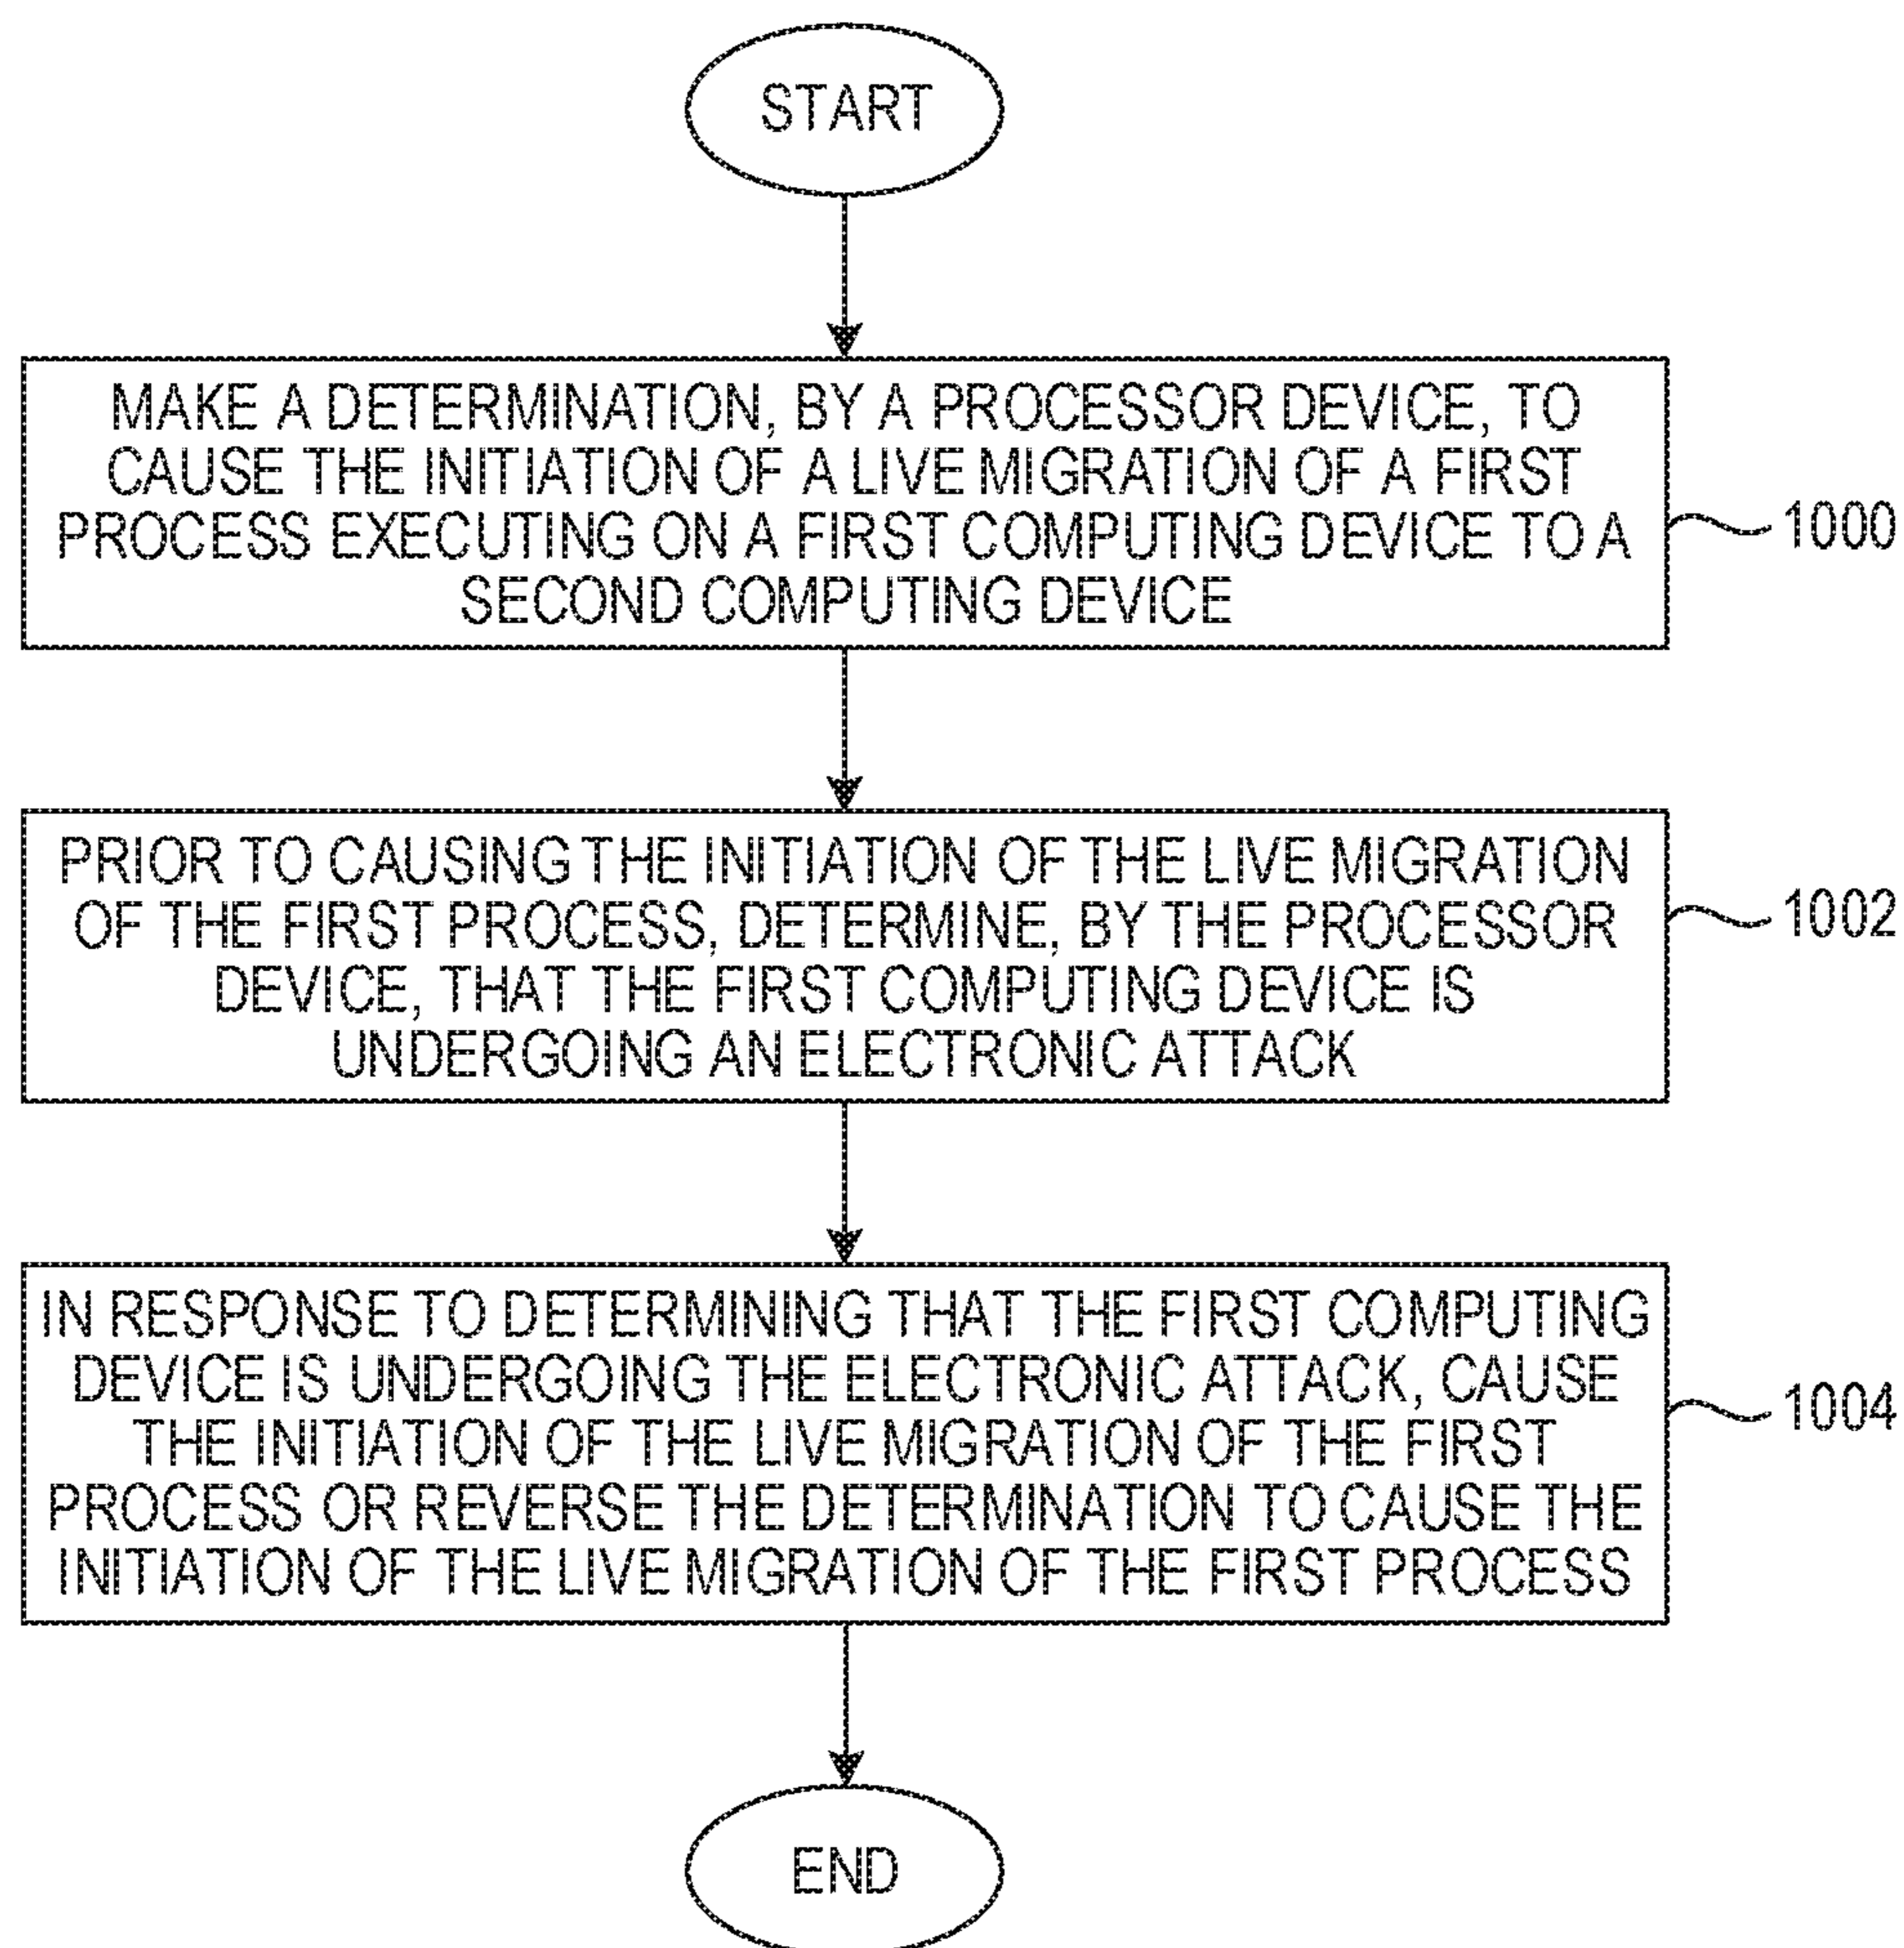 START
MAKE A DETERMINATION, BY A PROCESSOR DEVICE, TO
CAUSE THE INITIATION OF A LIVE MIGRATION OF A FIRST
PROCESS EXECUTING ON A FIRST COMPUTING DEVICE TO A
SECOND COMPUTING DEVICE
1000
PRIOR TO CAUSING THE INITIATION OF THE LIVE MIGRATION
OF THE FIRST PROCESS, DETERMINE, BY THE PROCESSOR
DEVICE, THAT THE FIRST COMPUTING DEVICE IS
UNDERGOING AN ELECTRONIC ATTACK
1002
IN RESPONSE TO DETERMINING THAT THE FIRST COMPUTING
DEVICE IS UNDERGOING THE ELECTRONIC ATTACK, CAUSE
THE INITIATION OF THE LIVE MIGRATION OF THE FIRST
PROCESS OR REVERSE THE DETERMINATION TO CAUSE THE
INITIATION OF THE LIVE MIGRATION OF THE FIRST PROCESS
1004
END